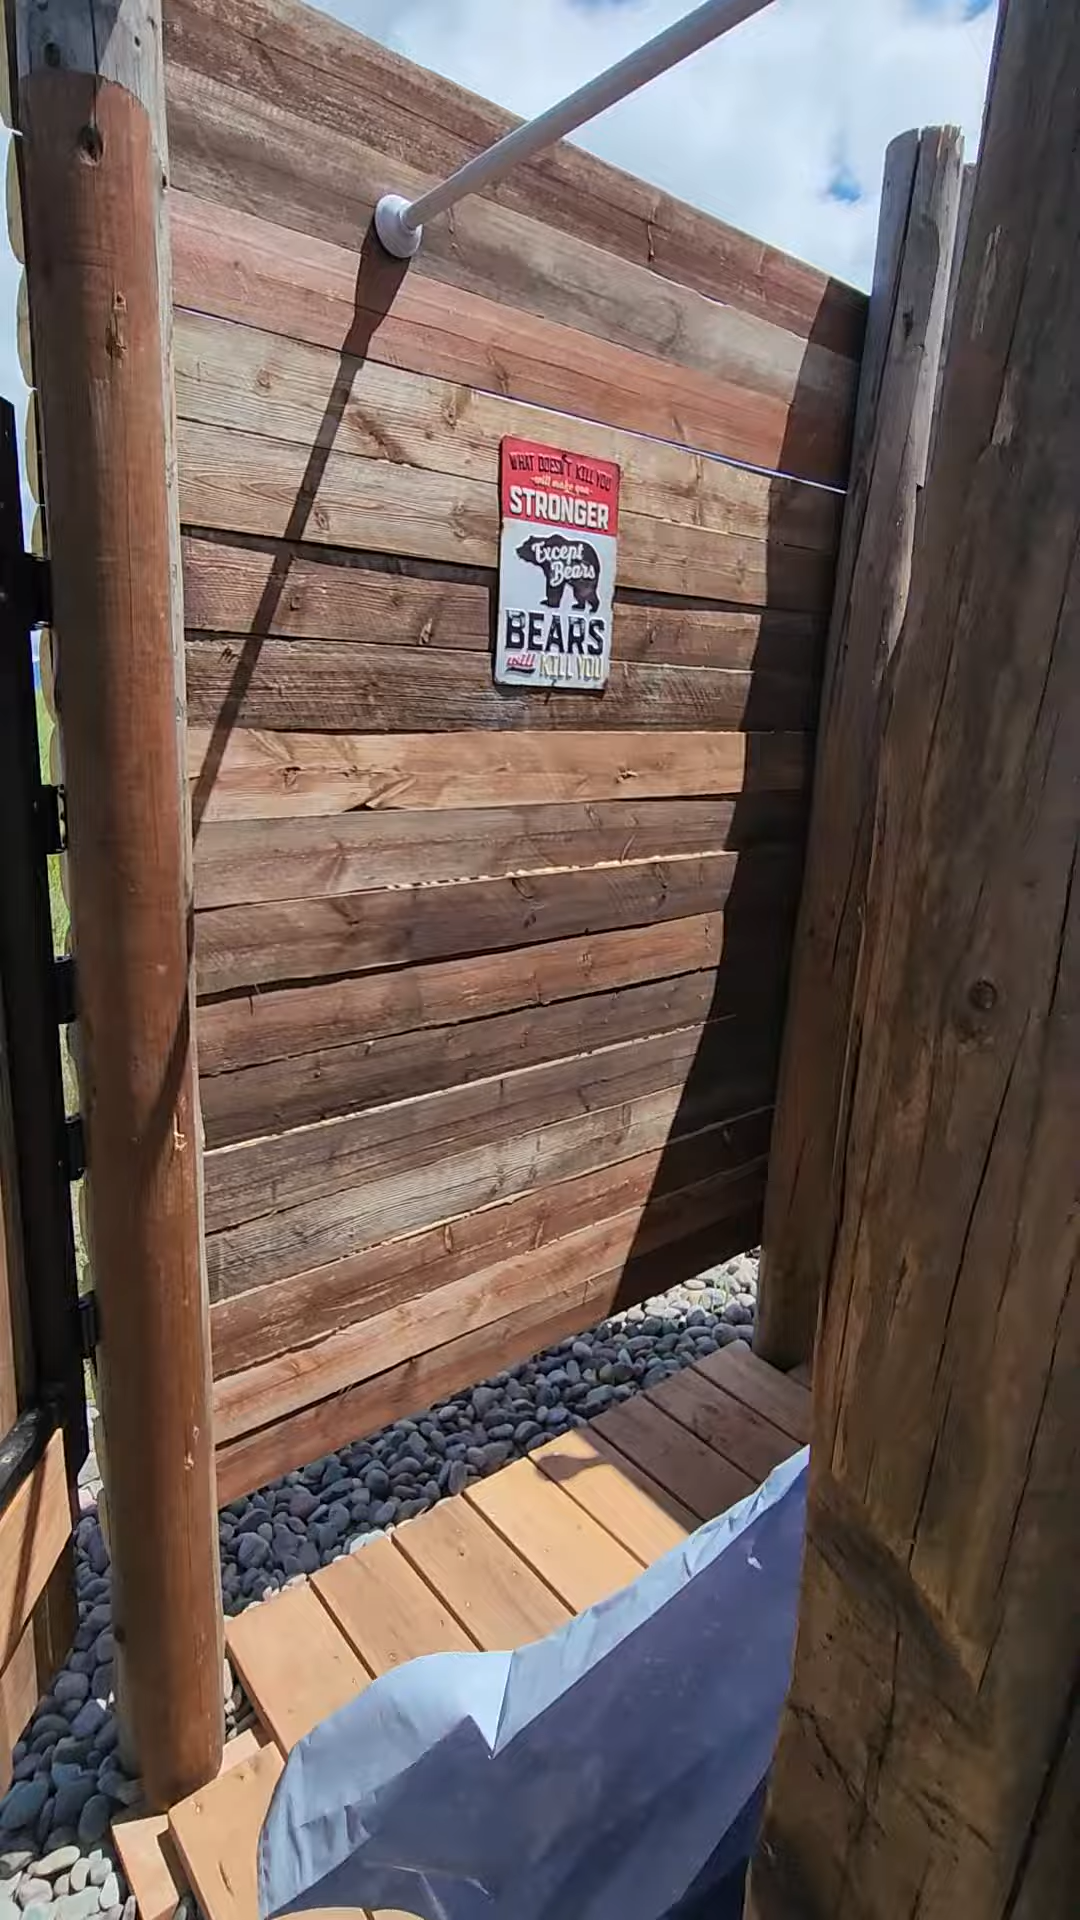 WHAT DOESN'T KILL YOU
-will make you-
STRONGER
Except
Bears
BEARS
will KILL YOU